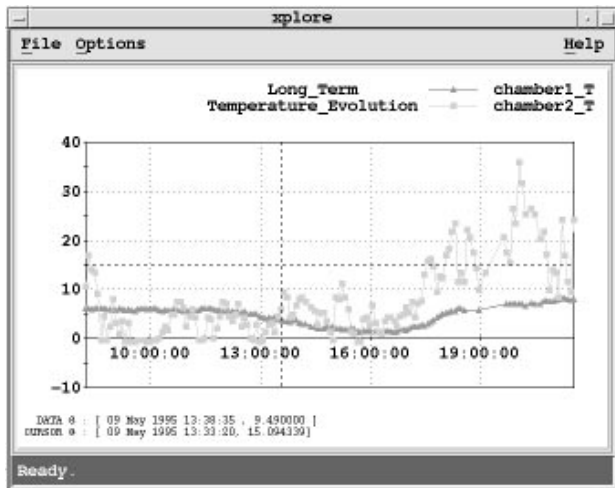 xplore
File Options Help
Long_Term chamber1_T
Temperature_Evolution chamber2_T
40
30
20
10
0
-10
10:00:00 13:00:00 16:00:00 19:00:00
DATA @ : [ 09 May 1995 13:38:35 , 9.490000 ]
CURSOR @ : [ 09 May 1995 13:33:20, 15.094339]
Ready.